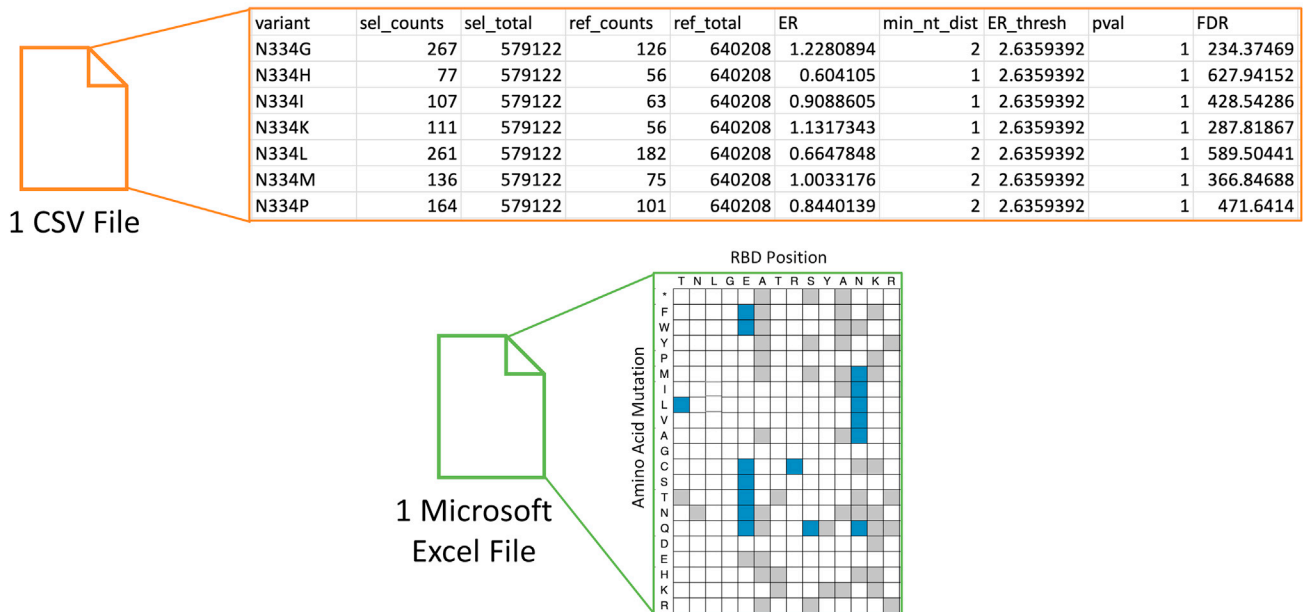 variant sel_counts sel_total ref_counts ref_total ER min_nt_dist ER_thresh pval FDR
N334G 267 579122 126 640208 1.2280894 2 2.6359392 1 234.37469
N334H 77 579122 56 640208 0.604105 1 2.6359392 1 627.94152
N334I 107 579122 63 640208 0.9088605 1 2.6359392 1 428.54286
N334K 111 579122 56 640208 1.1317343 1 2.6359392 1 287.81867
N334L 261 579122 182 640208 0.6647848 2 2.6359392 1 589.50441
N334M 136 579122 75 640208 1.0033176 2 2.6359392 1 366.84688
N334P 164 579122 101 640208 0.8440139 2 2.6359392 1 471.6414
1 CSV File
RBD Position
T N L G E A T R S Y A N K R
Amino Acid Mutation
*
F
W
Y
P
M
I
L
V
A
G
C
S
T
N
Q
D
E
H
K
R
1 Microsoft
Excel File